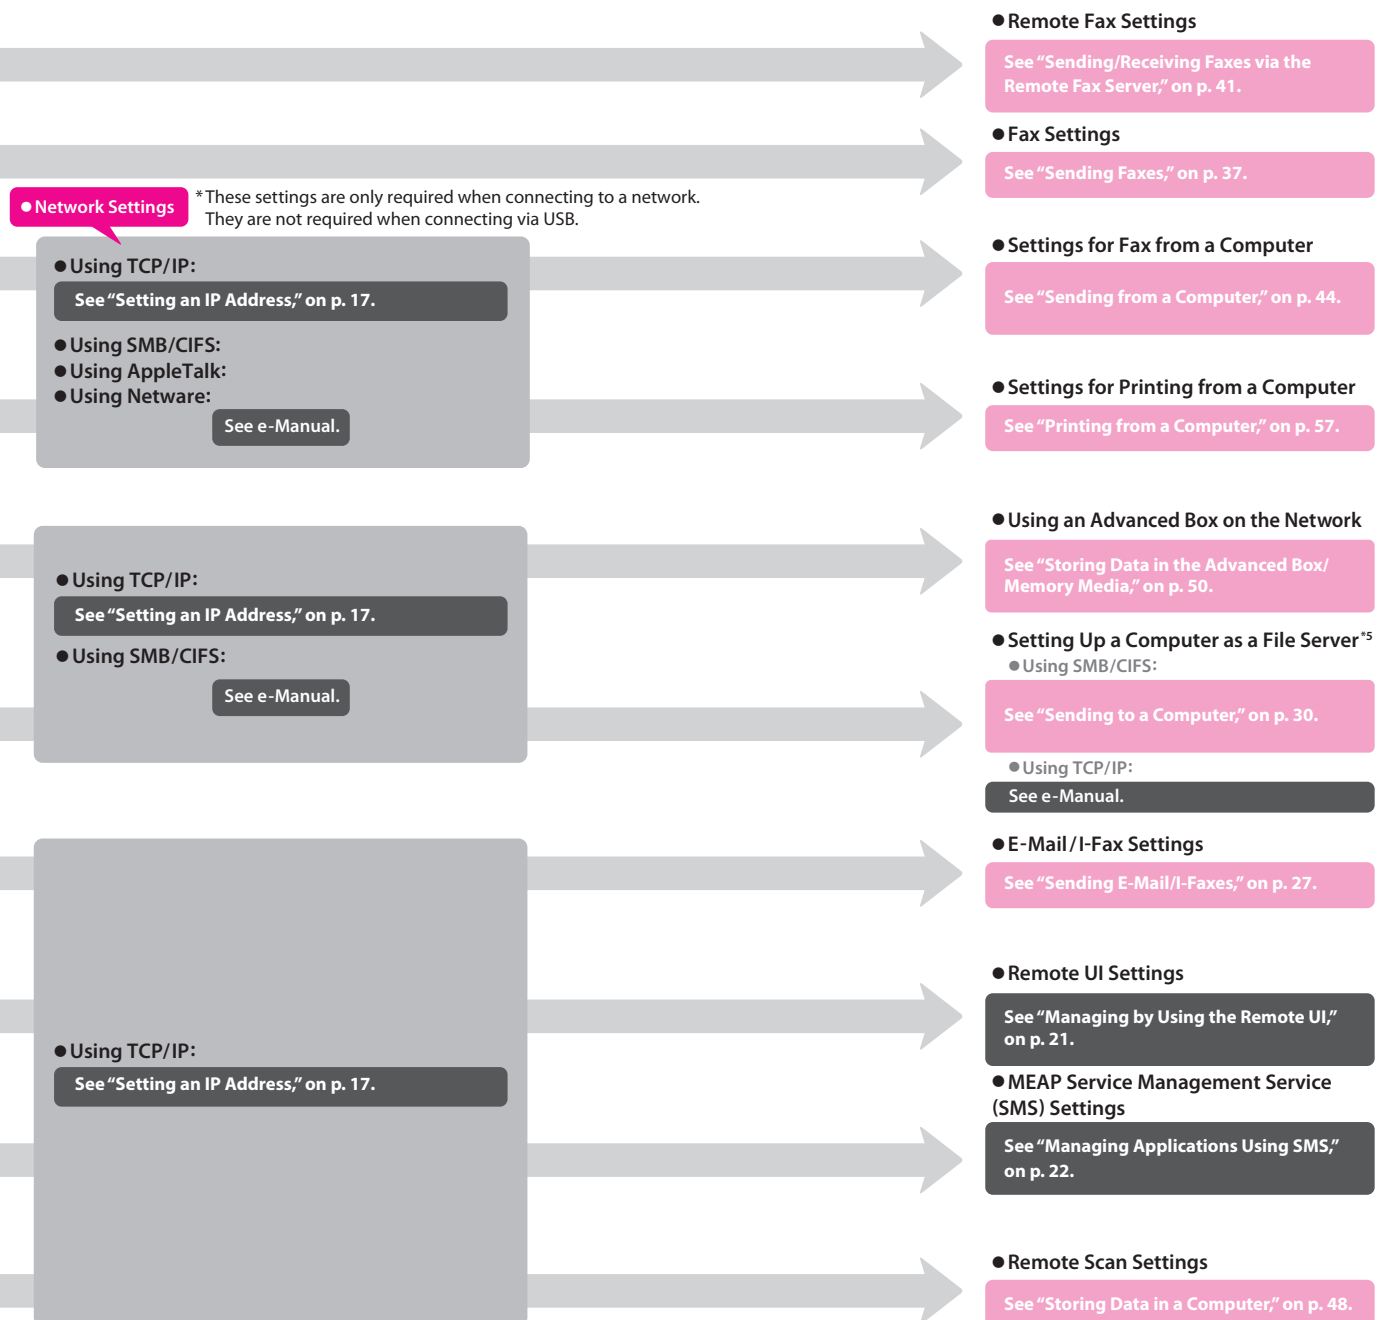 ●Remote Fax Settings
See “Sending/Receiving Faxes via the
Remote Fax Server,” on p. 41.
●Fax Settings
See “Sending Faxes,” on p. 37.
●Network Settings
*These settings are only required when connecting to a network.
They are not required when connecting via USB.
●Using TCP/IP:
See “Setting an IP Address,” on p. 17.
●Using SMB/CIFS:
●Using AppleTalk:
●Using Netware:
See e-Manual.
●Settings for Fax from a Computer
See “Sending from a Computer,” on p. 44.
●Settings for Printing from a Computer
See “Printing from a Computer,” on p. 57.
●Using TCP/IP:
See “Setting an IP Address,” on p. 17.
●Using SMB/CIFS:
See e-Manual.
●Using an Advanced Box on the Network
See “Storing Data in the Advanced Box/
Memory Media,” on p. 50.
●Setting Up a Computer as a File Server*5
●Using SMB/CIFS:
See “Sending to a Computer,” on p. 30.
●Using TCP/IP:
See e-Manual.
●Using TCP/IP:
See “Setting an IP Address,” on p. 17.
●E-Mail/I-Fax Settings
See “Sending E-Mail/I-Faxes,” on p. 27.
●Remote UI Settings
See “Managing by Using the Remote UI,”
on p. 21.
●MEAP Service Management Service
(SMS) Settings
See “Managing Applications Using SMS,”
on p. 22.
●Remote Scan Settings
See “Storing Data in a Computer,” on p. 48.